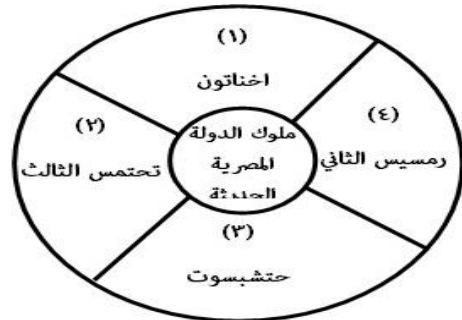 (١)
اخناتون
(٢)
تحتمس الثالث
ملوك الدولة
المصرية
الحديثة
(٤)
رمسيس الثاني
(٣)
حتشبسوت